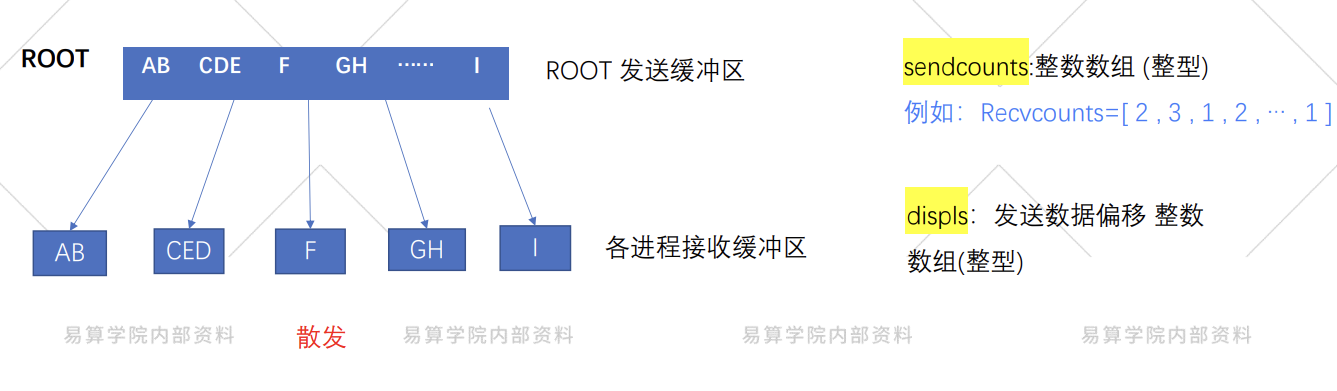 ROOT
AB CDE F GH …… I
ROOT 发送缓冲区
AB CED F GH I
各进程接收缓冲区
散发
sendcounts:整数数组 (整型)
例如：Recvcounts=[ 2 , 3 , 1 , 2 , … , 1 ]
displs：发送数据偏移 整数
数组(整型)
易算学院内部资料
易算学院内部资料
易算学院内部资料
易算学院内部资料